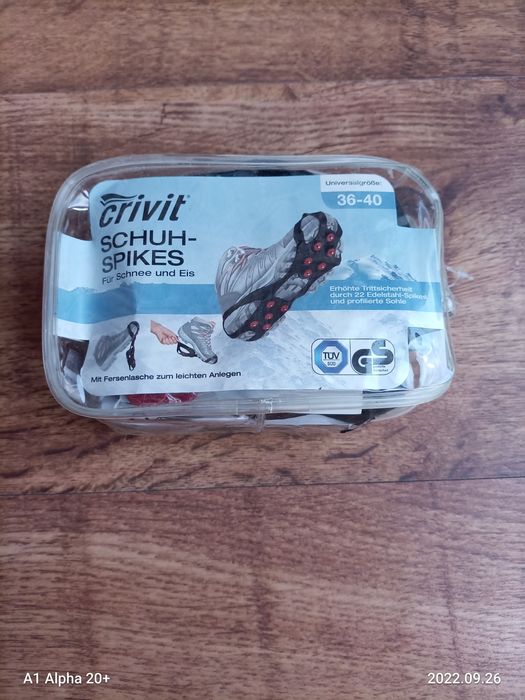 crivit
SCHUH-
SPIKES
Für Schnee und Eis
Universalgröße:
36-40
Erhöhte Trittsicherheit
durch 22 Edelstahl-Spikes
und profilierte Sohle
Mit Fersenlasche zum leichten Anlegen
TÜV
SÜD
GS
A1 Alpha 20+
2022.09.26